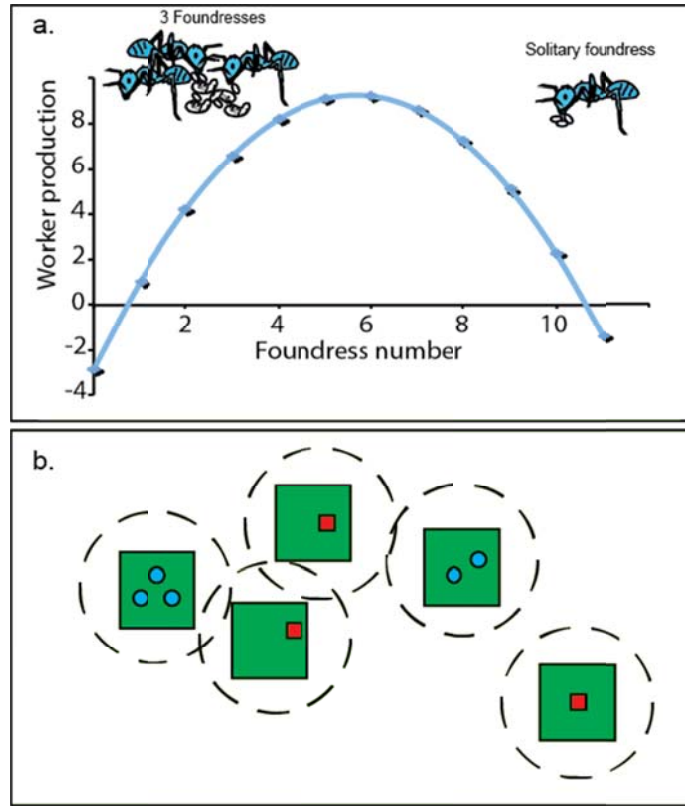 a.
3 Foundresses
Solitary foundress
Worker production
8
6
4
2
0
-2
-4
2 4 6 8 10
Foundress number
b.